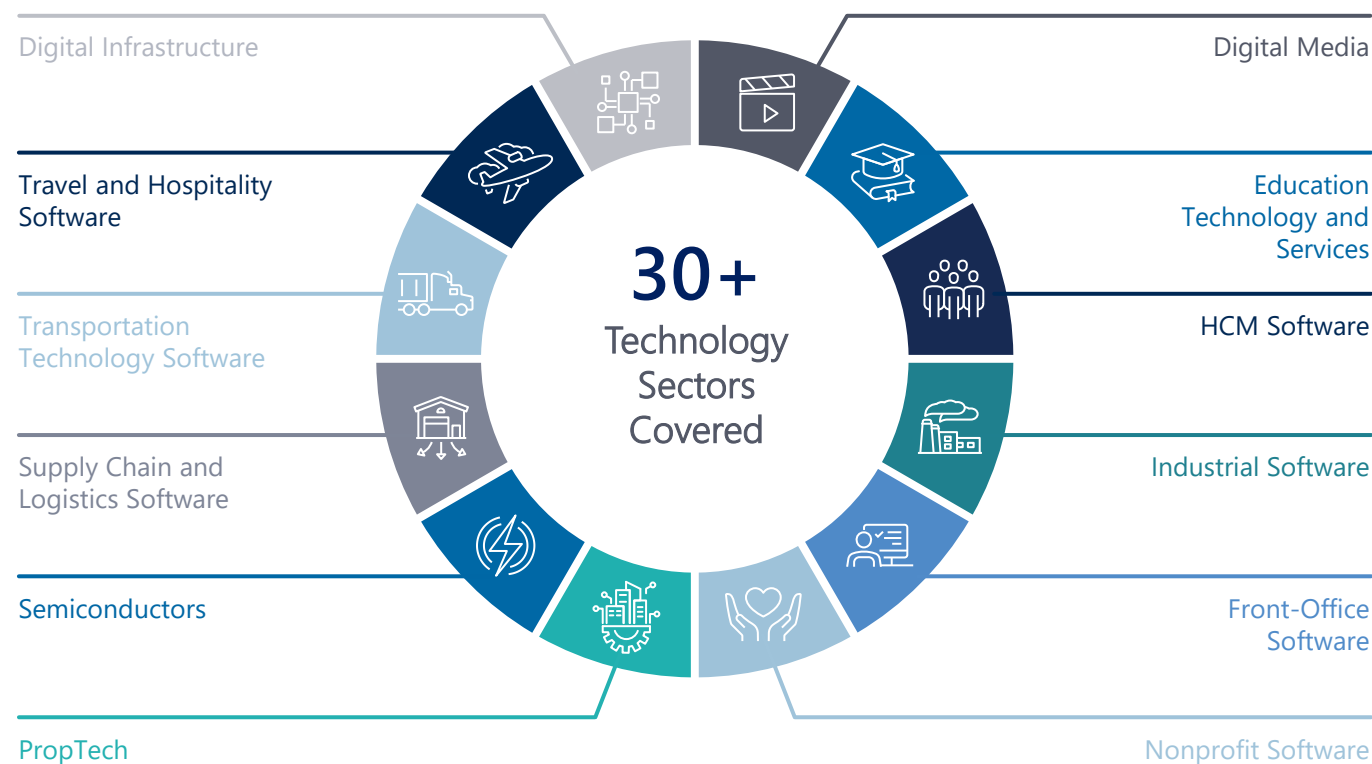 Digital Infrastructure
Digital Media
Travel and Hospitality
Software
Education
Technology and
Services
30+
Technology
Sectors
Covered
Transportation
Technology Software
HCM Software
Supply Chain and
Logistics Software
Industrial Software
Semiconductors
Front-Office
Software
PropTech
Nonprofit Software